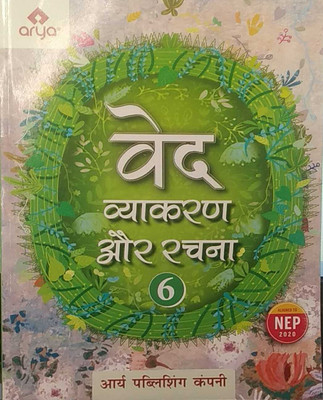 arya
वेद
व्याकरण
और रचना
6
NEP
2020
आर्य पब्लिशिंग कंपनी